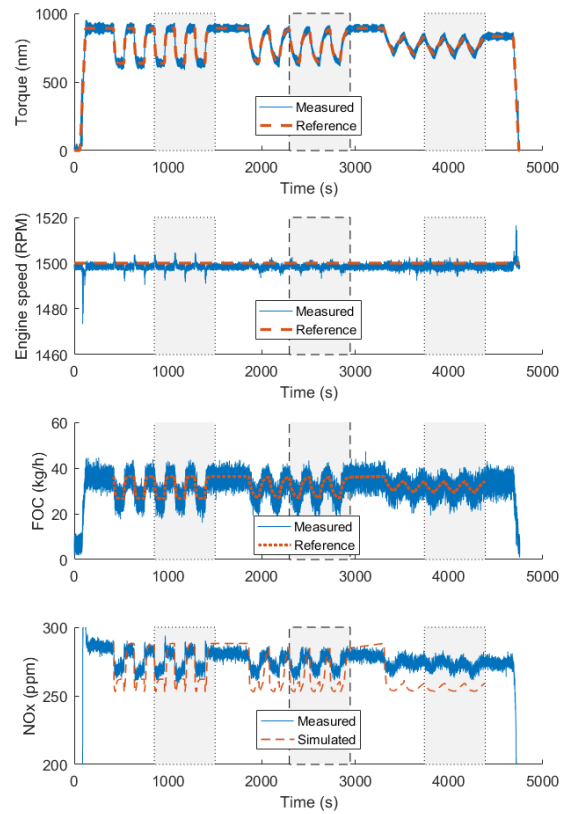 1000
500
0
Torque (nm)
Measured
Reference
0 1000 2000 3000 4000 5000
Time (s)
1520
1500
1480
1460
Engine speed (RPM)
Measured
Reference
0 1000 2000 3000 4000 5000
Time (s)
60
40
20
0
FOC (kg/h)
Measured
Reference
0 1000 2000 3000 4000 5000
Time (s)
300
250
200
NOx (ppm)
Measured
Simulated
0 1000 2000 3000 4000 5000
Time (s)